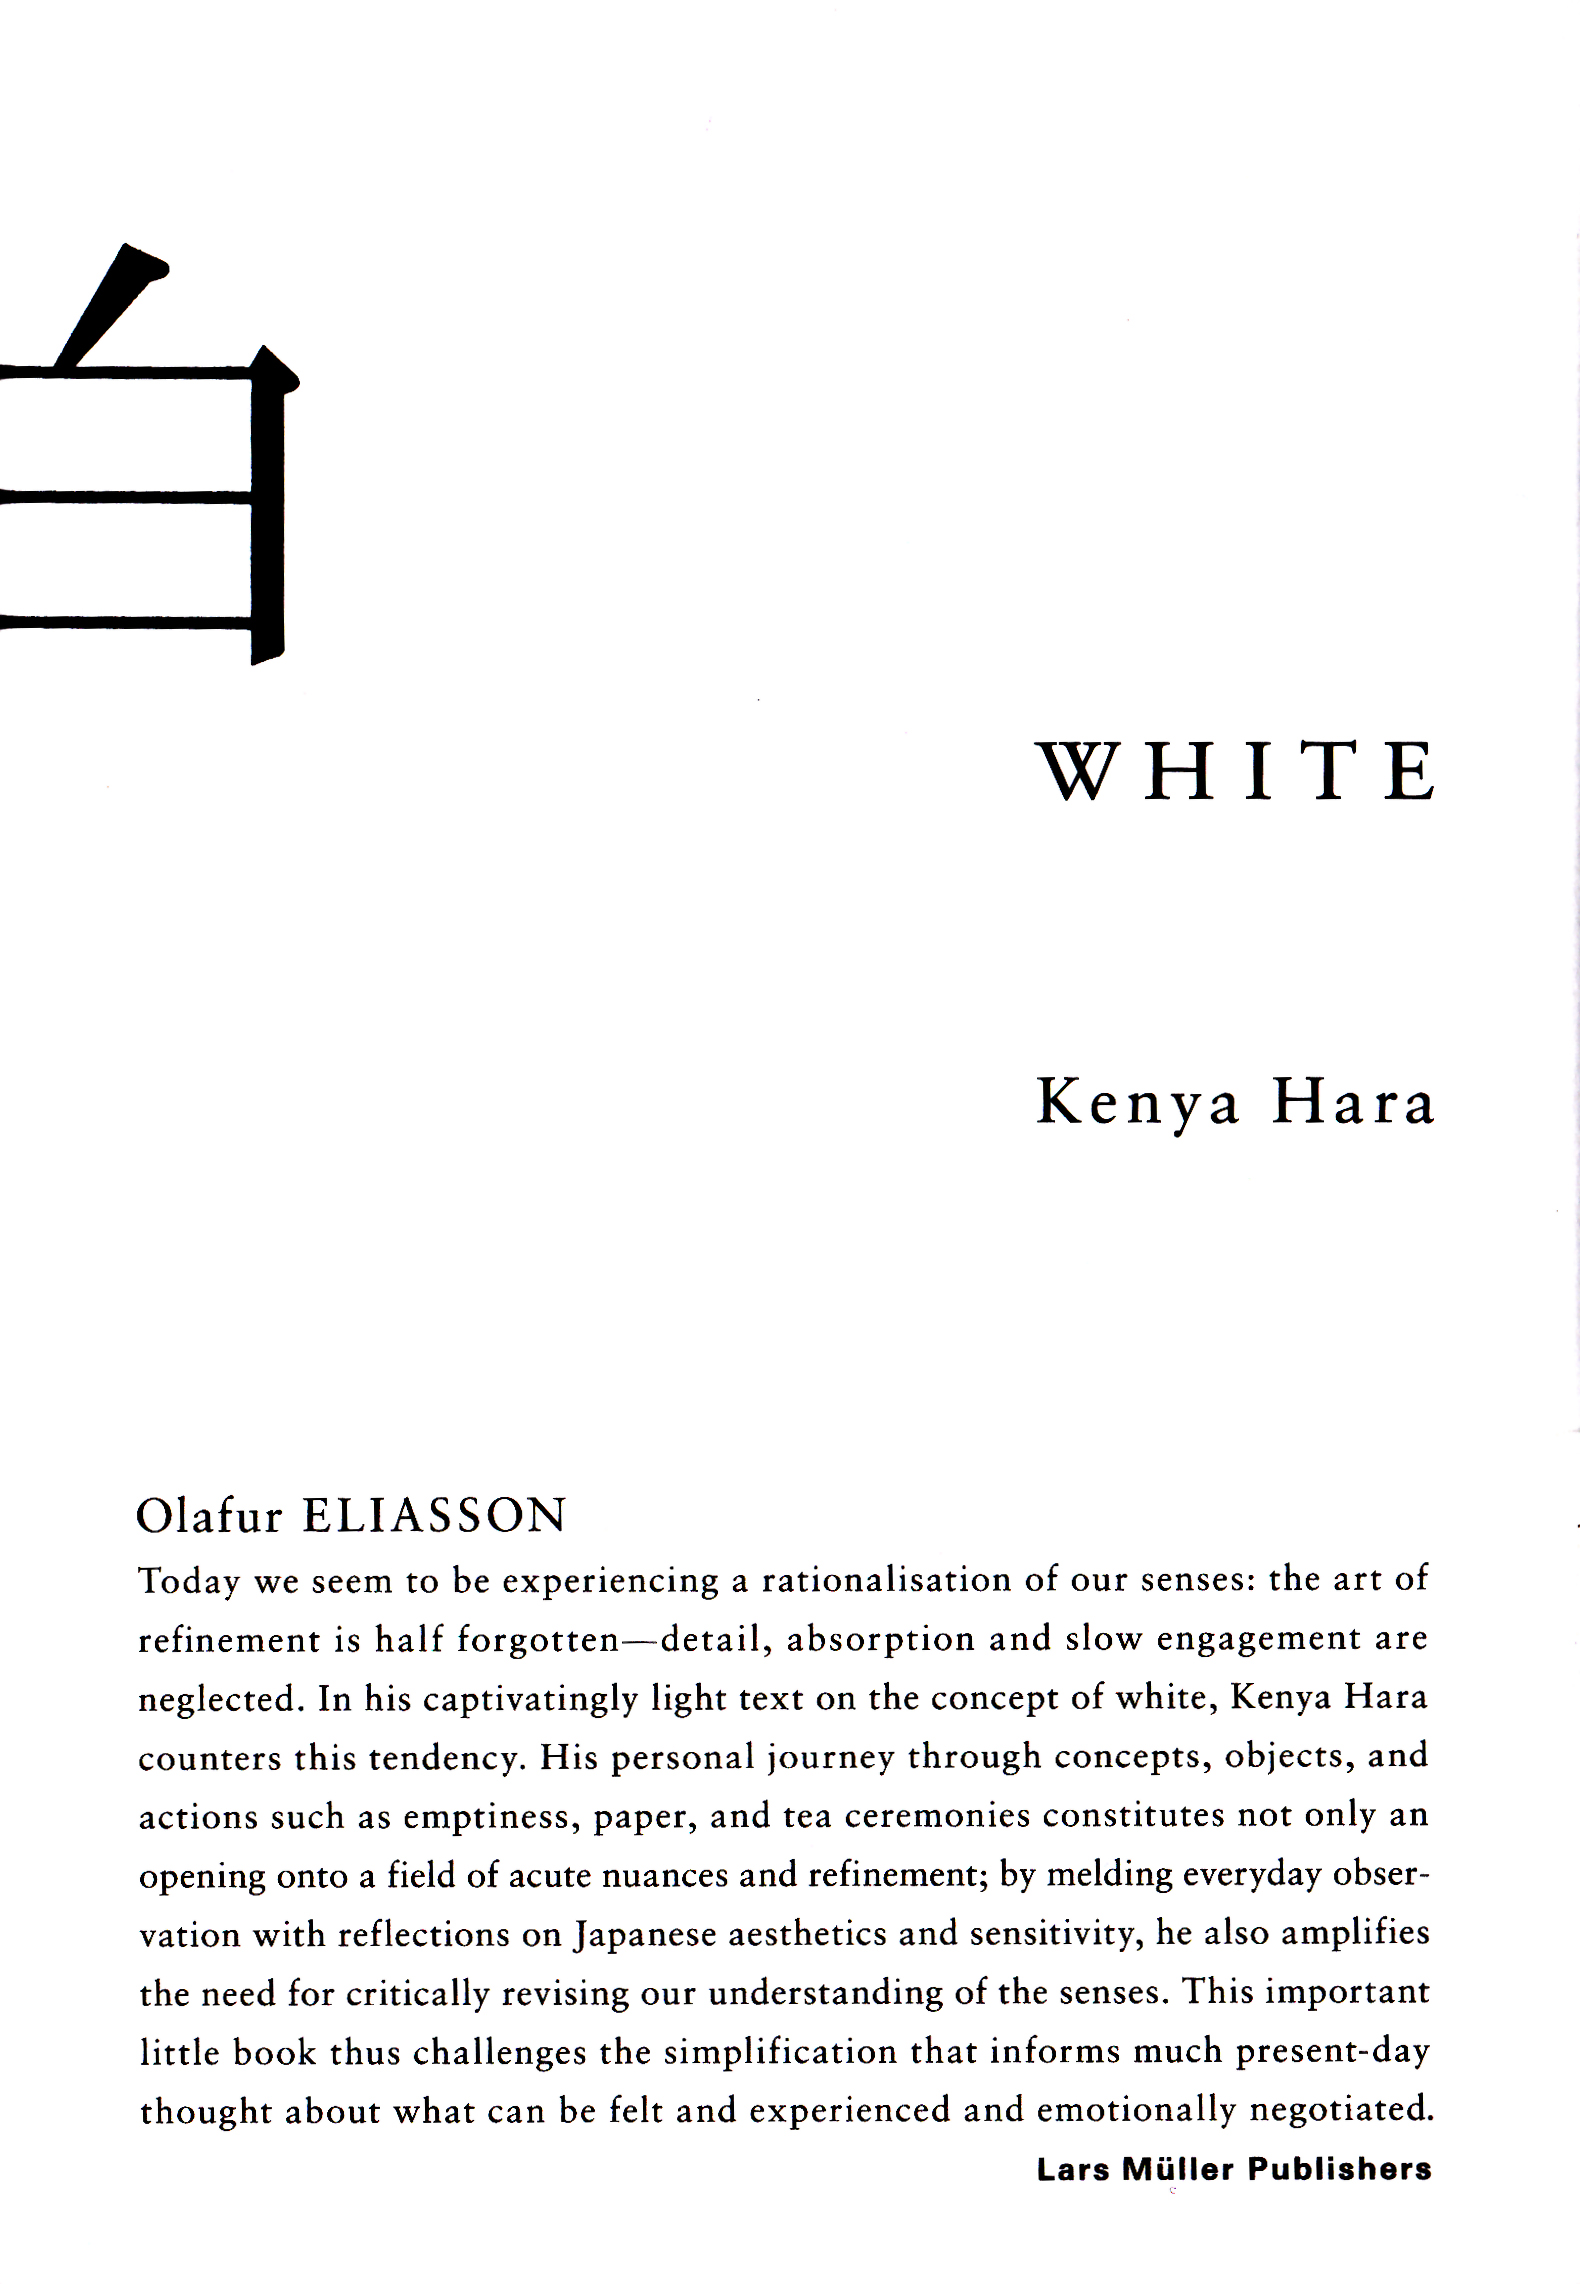 白
WHITE
Kenya Hara
Olafur ELIASSON
Today we seem to be experiencing a rationalisation of our senses: the art of
refinement is half forgotten—detail, absorption and slow engagement are
neglected. In his captivatingly light text on the concept of white, Kenya Hara
counters this tendency. His personal journey through concepts, objects, and
actions such as emptiness, paper, and tea ceremonies constitutes not only an
opening onto a field of acute nuances and refinement; by melding everyday obser-
vation with reflections on Japanese aesthetics and sensitivity, he also amplifies
the need for critically revising our understanding of the senses. This important
little book thus challenges the simplification that informs much present-day
thought about what can be felt and experienced and emotionally negotiated.
Lars Müller Publishers